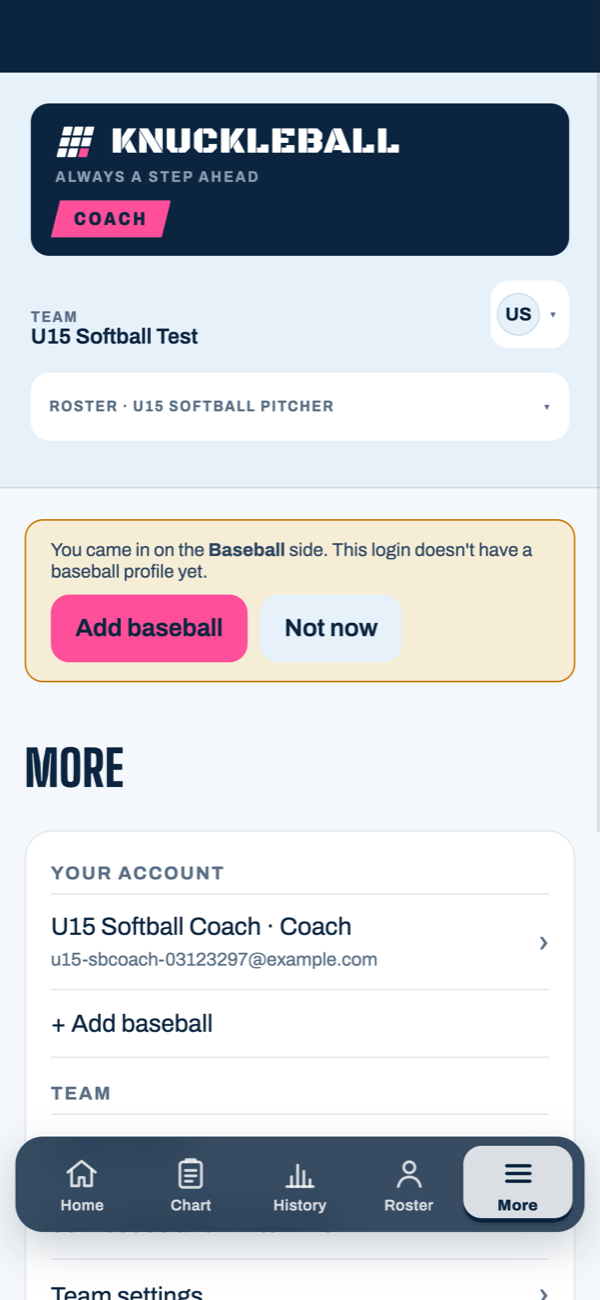 KNUCKLEBALL
ALWAYS A STEP AHEAD
COACH
TEAM
U15 Softball Test
US ▾
ROSTER · U15 SOFTBALL PITCHER ▾
You came in on the Baseball side. This login doesn't have a
baseball profile yet.
Add baseball Not now
MORE
YOUR ACCOUNT
U15 Softball Coach · Coach
u15-sbcoach-03123297@example.com
+ Add baseball
TEAM
Home Chart History Roster More
Team settings